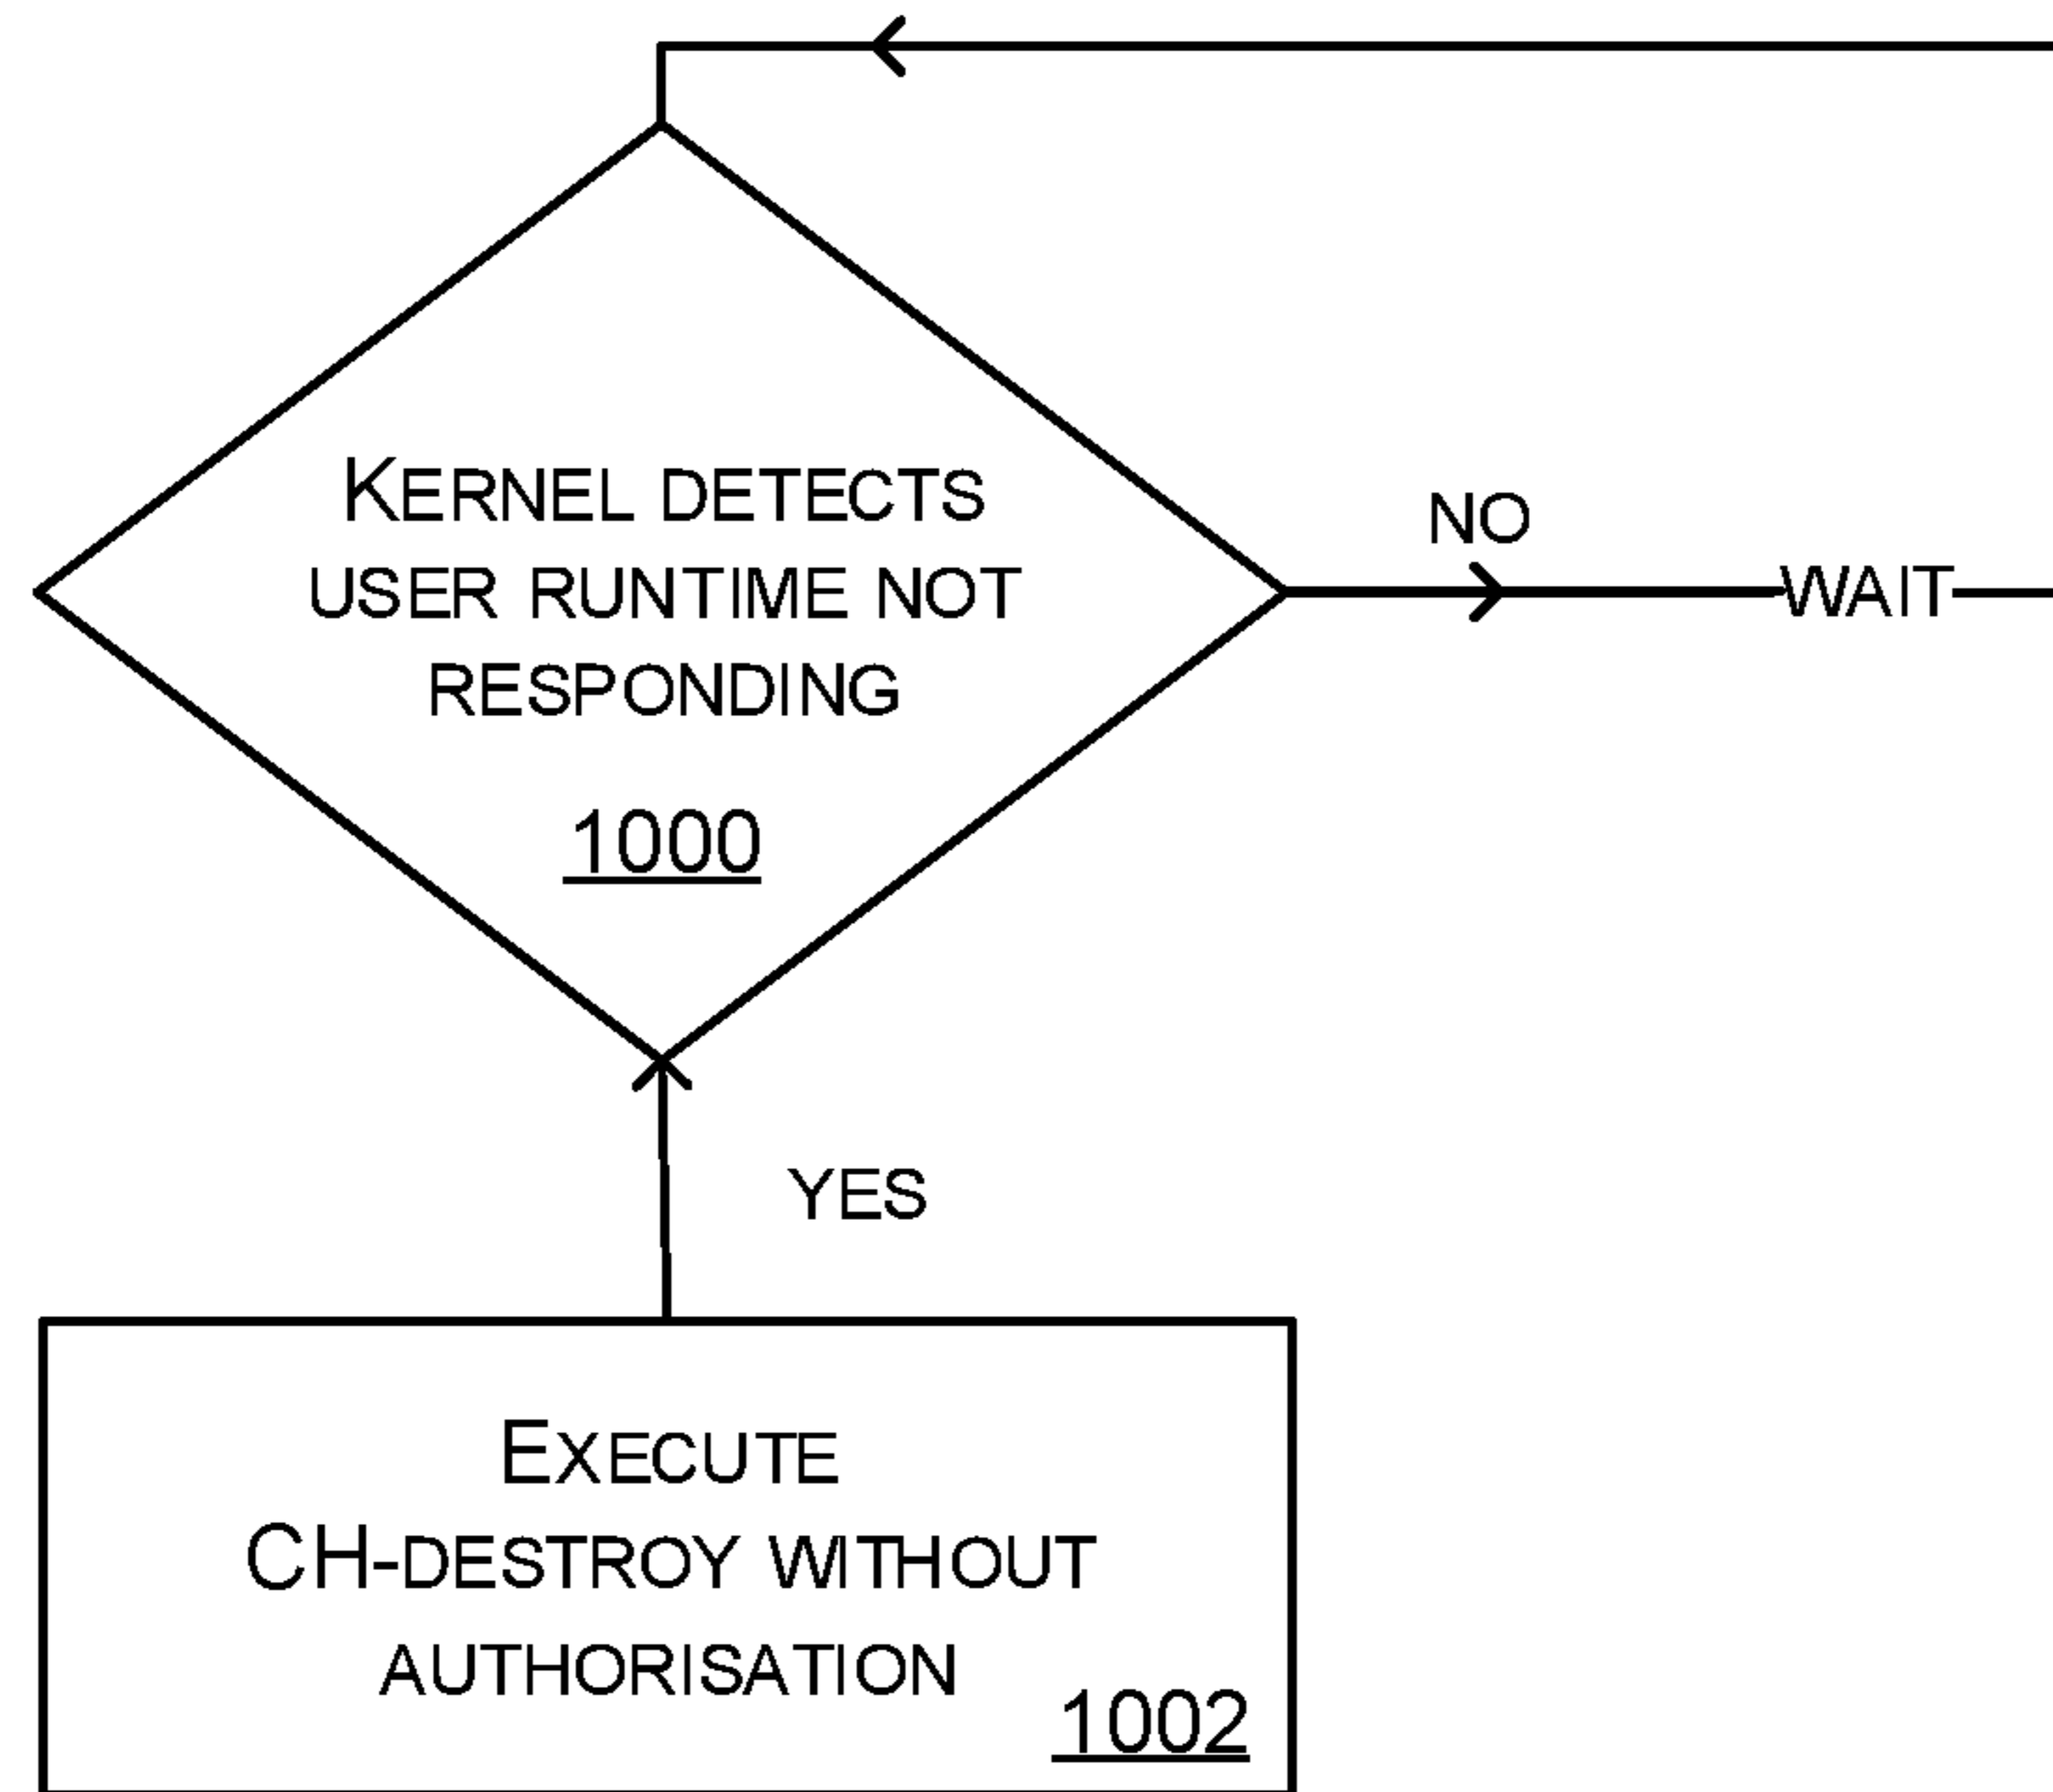 KERNEL DETECTS
USER RUNTIME NOT
RESPONDING
1000
NO
WAIT
YES
EXECUTE
CH-DESTROY WITHOUT
AUTHORISATION
1002